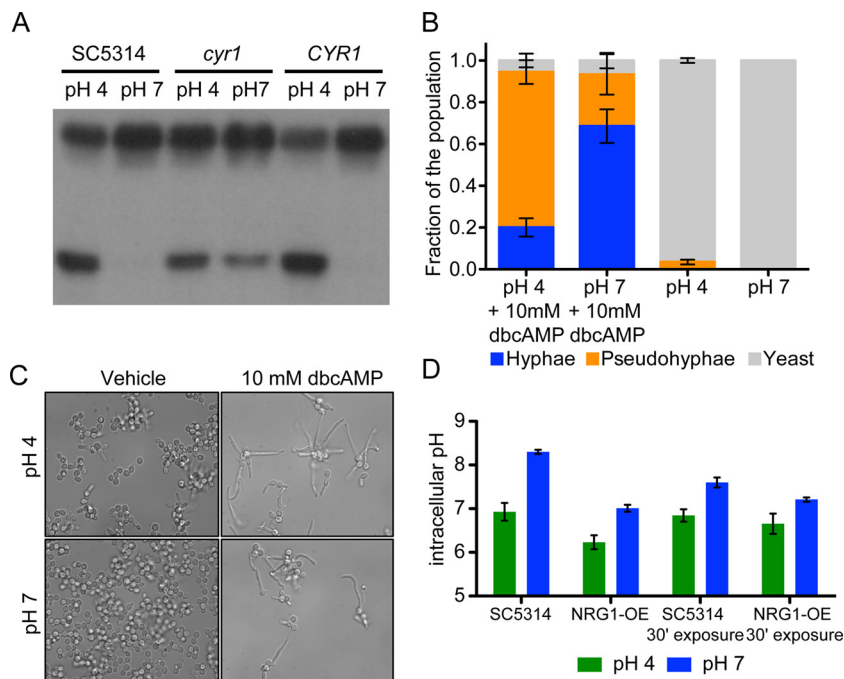 A
SC5314 cyr1 CYR1
pH 4 pH 7 pH 4 pH7 pH 4 pH 7
B
Fraction of the population
1.0
0.8
0.6
0.4
0.2
0.0
pH 4 pH 7 pH 4 pH 7
+ 10mM + 10mM
dbcAMP dbcAMP
Hyphae Pseudohyphae Yeast
C
Vehicle 10 mM dbcAMP
pH 4
pH 7
D
intracellular pH
9
8
7
6
5
SC5314 NRG1-OE SC5314 NRG1-OE
30' exposure 30' exposure
pH 4 pH 7